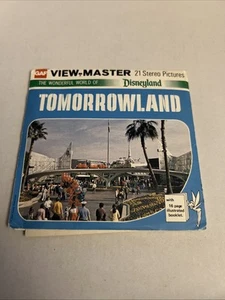 GAF VIEW-MASTER 21 Stereo Pictures
THE WONDERFUL WORLD OF Disneyland
TOMORROWLAND
with
16 page
illustrated
booklet.